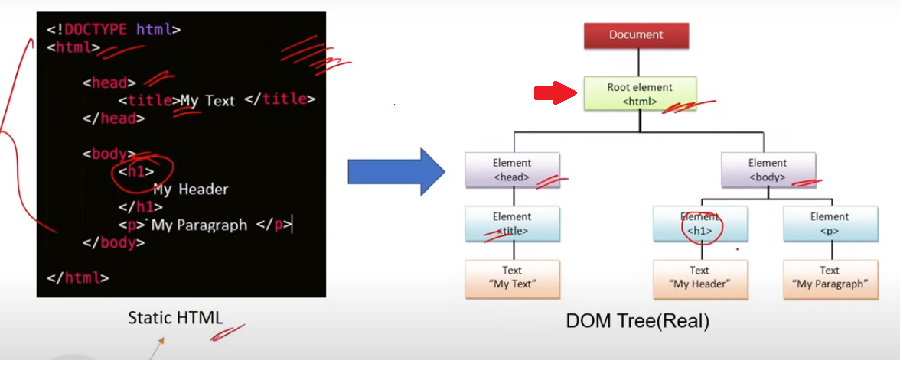 <!DOCTYPE html>
<html>
<head>
<title>My Text </title>
</head>
<body>
<h1>
My Header
</h1>
<p> My Paragraph </p>
</body>
</html>
Static HTML
Document
Root element
<html>
Element
<head>
Element
<body>
Element
<title>
Element
<h1>
Element
<p>
Text
"My Text"
Text
"My Header"
Text
"My Paragraph"
DOM Tree(Real)